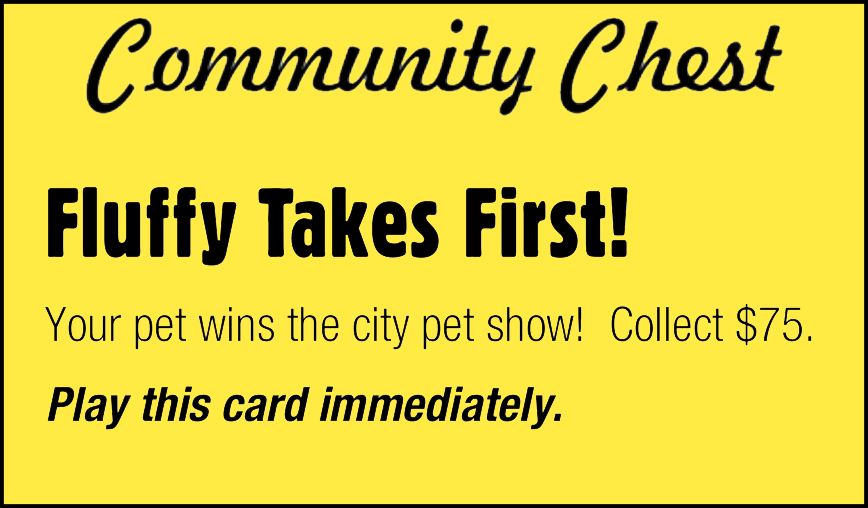 Community Chest
Fluffy Takes First!
Your pet wins the city pet show!  Collect $75.
Play this card immediately.